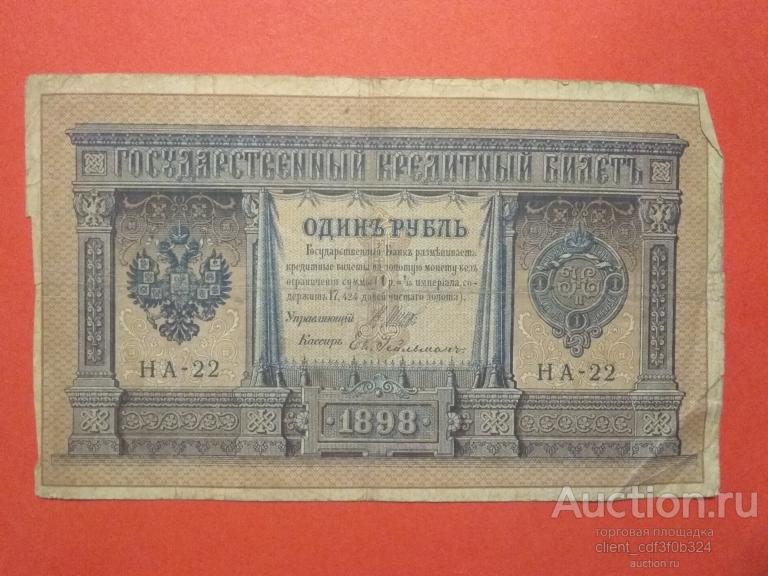 ГОСУДАРСТВЕННЫЙ КРЕДИТНЫЙ БИЛЕТЪ
ОДИНЪ РУБЛЬ
Государственный Банкъ размѣниваетъ
кредитные билеты на золотую монету безъ
ограниченія суммы (1 р.= 1/15 имперіала, со-
держитъ 17,424 долей чистаго золота).
Управляющій
Кассиръ
НА-22
НА-22
1898
Auction.ru
торговая площадка
client_cdf3f0b324
auction.ru